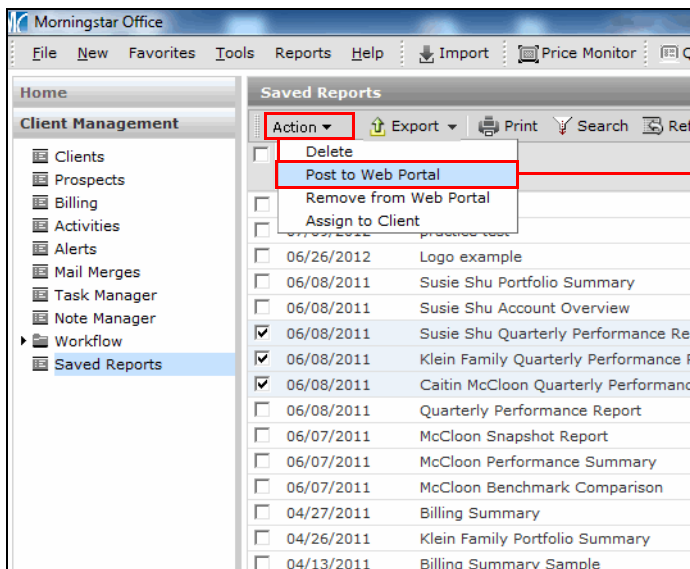 Morningstar Office
File New Favorites Tools Reports Help Import Price Monitor
Home
Client Management
Clients
Prospects
Billing
Activities
Alerts
Mail Merges
Task Manager
Note Manager
Workflow
Saved Reports
Saved Reports
Action Export Print Search Ref
Delete
Post to Web Portal
Remove from Web Portal
Assign to Client
06/26/2012 Logo example
06/08/2011 Susie Shu Portfolio Summary
06/08/2011 Susie Shu Account Overview
06/08/2011 Susie Shu Quarterly Performance Re
06/08/2011 Klein Family Quarterly Performance
06/08/2011 Caitin McCloon Quarterly Performanc
06/08/2011 Quarterly Performance Report
06/07/2011 McCloon Snapshot Report
06/07/2011 McCloon Performance Summary
06/07/2011 McCloon Benchmark Comparison
04/27/2011 Billing Summary
04/26/2011 Klein Family Portfolio Summary
04/13/2011 Billing Summary Sample